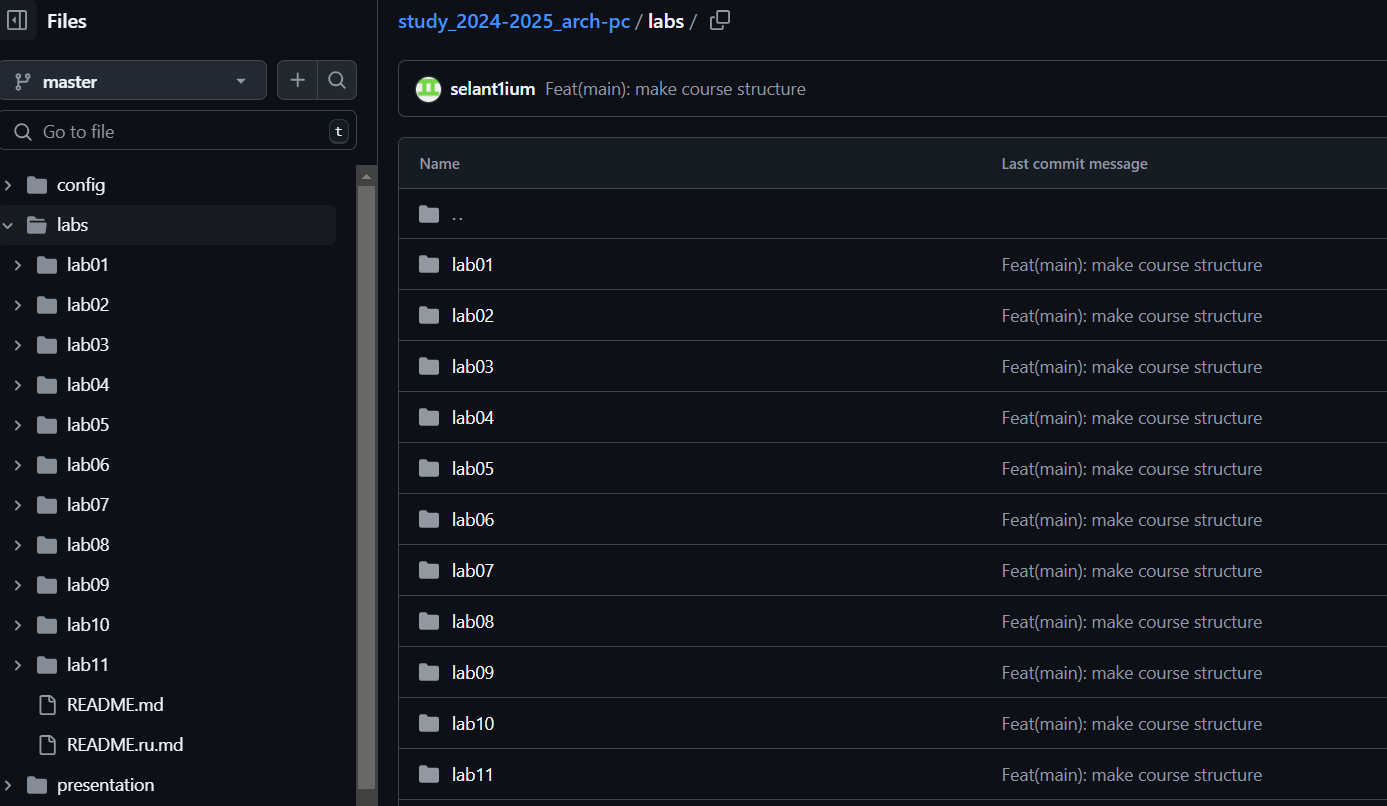 Files
master
Go to file
t
config
labs
lab01
lab02
lab03
lab04
lab05
lab06
lab07
lab08
lab09
lab10
lab11
README.md
README.ru.md
presentation
study_2024-2025_arch-pc / labs /
selant1ium Feat(main): make course structure
Name Last commit message
..
lab01 Feat(main): make course structure
lab02 Feat(main): make course structure
lab03 Feat(main): make course structure
lab04 Feat(main): make course structure
lab05 Feat(main): make course structure
lab06 Feat(main): make course structure
lab07 Feat(main): make course structure
lab08 Feat(main): make course structure
lab09 Feat(main): make course structure
lab10 Feat(main): make course structure
lab11 Feat(main): make course structure